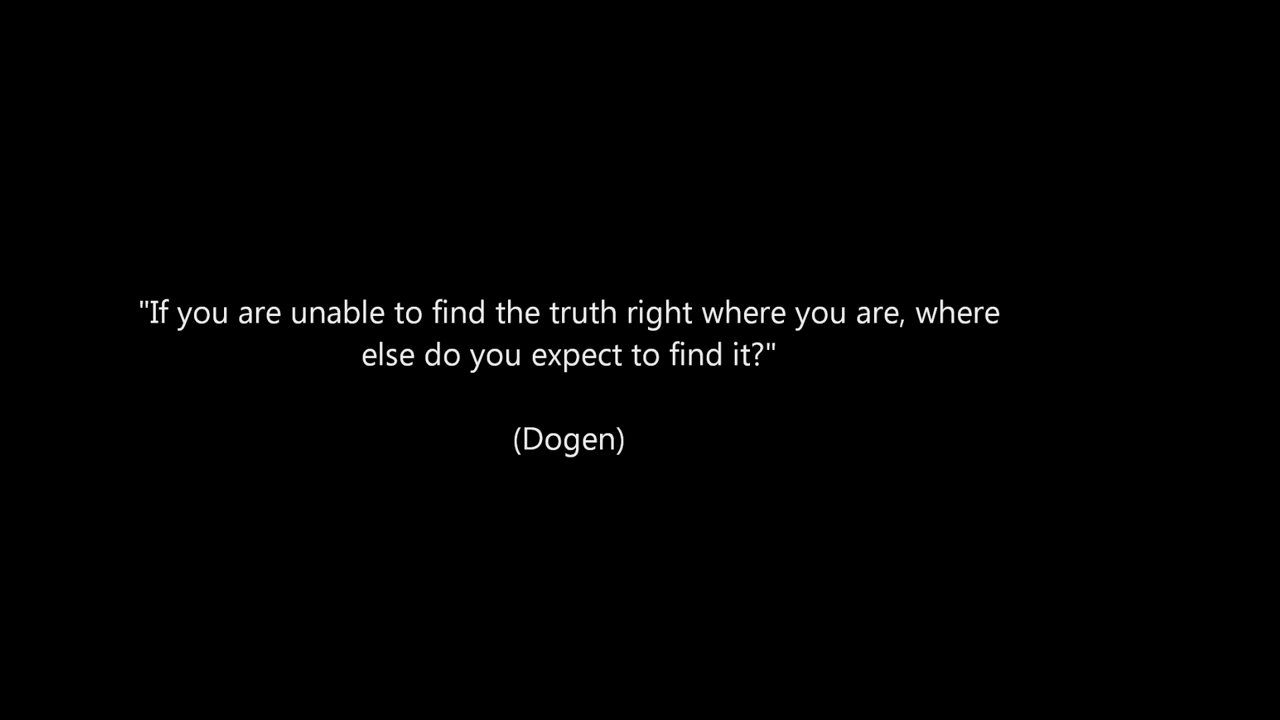 "If you are unable to find the truth right where you are, where
else do you expect to find it?"
(Dogen)